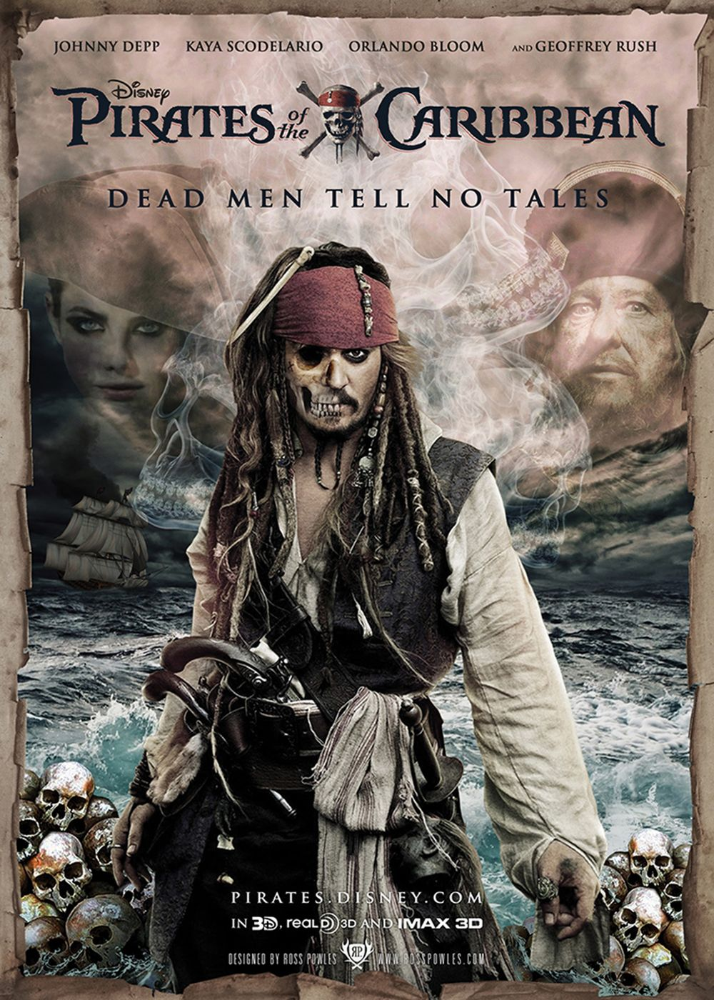 JOHNNY DEPP KAYA SCODELARIO ORLANDO BLOOM AND GEOFFREY RUSH
Disney
PIRATES of the CARIBBEAN
DEAD MEN TELL NO TALES
PIRATES.DISNEY.COM
IN 3D, REAL D 3D AND IMAX 3D
DESIGNED BY ROSS POWLES RP WWW.ROSSPOWLES.COM